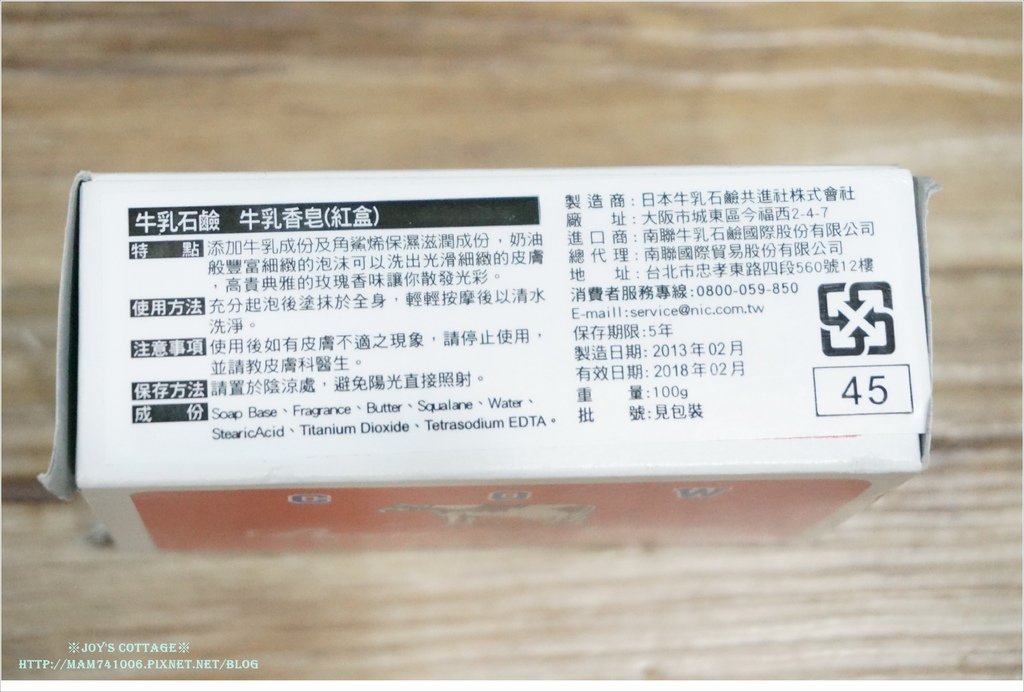 牛乳石鹼 牛乳香皂(紅盒)
特點 添加牛乳成份及角鯊烯保濕滋潤成份，奶油
般豐富細緻的泡沫可以洗出光滑細緻的皮膚
，高貴典雅的玫瑰香味讓你散發光彩。
使用方法 充分起泡後塗抹於全身，輕輕按摩後以清水
洗淨。
注意事項 使用後如有皮膚不適之現象，請停止使用，
並請教皮膚科醫生。
保存方法 請置於陰涼處，避免陽光直接照射。
成份 Soap Base、Fragrance、Butter、Squalane、Water、
StearicAcid、Titanium Dioxide、Tetrasodium EDTA。
製造商：日本牛乳石鹼共進社株式會社
廠址：大阪市城東區今福西2-4-7
進口商：南聯牛乳石鹼國際股份有限公司
總代理：南聯國際貿易股份有限公司
地址：台北市忠孝東路四段560號12樓
消費者服務專線:0800-059-850
E-maill:service@nic.com.tw
保存期限:5年
製造日期:2013年02月
有效日期:2018年02月
重量:100g
批號:見包裝
45
COW
※JOY'S COTTAGE※
HTTP://MAM741006.PIXNET.NET/BLOG